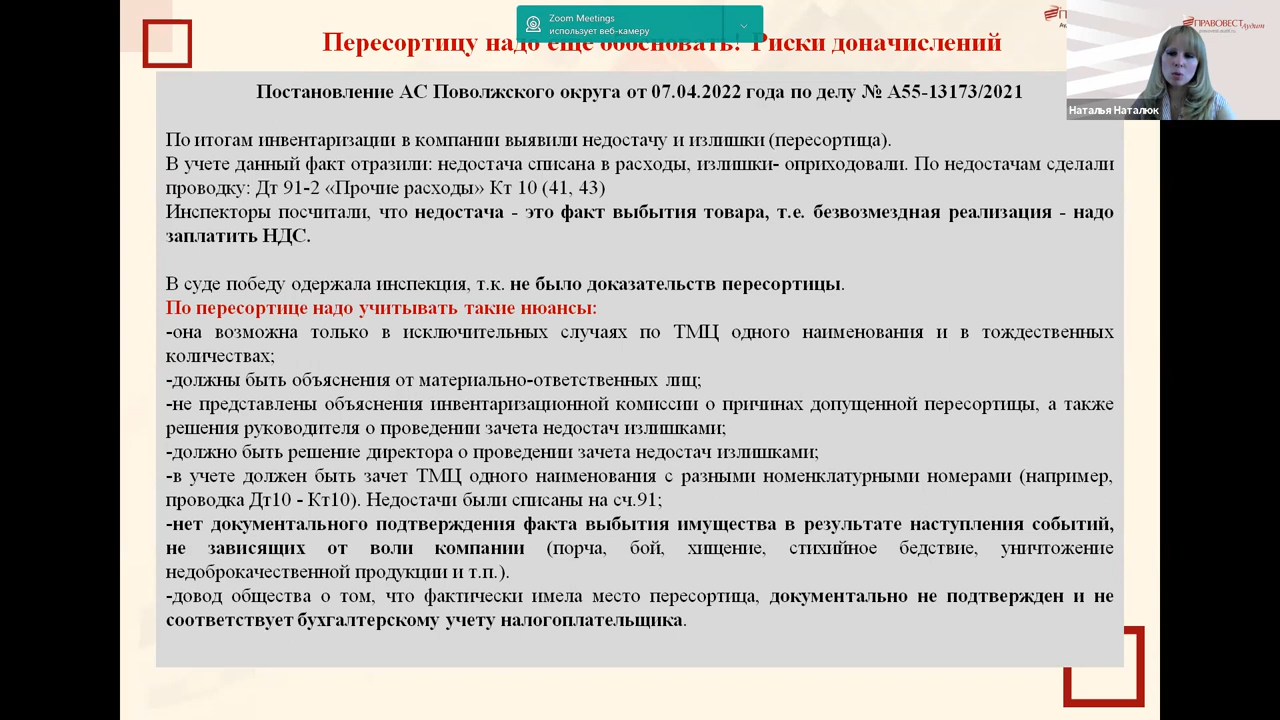 Zoom Meetings
использует веб-камеру
Пересортицу надо еще обосновать! Риски доначислений
ПРАВОВЕСТ
Аудит
Наталья Наталюк
Постановление АС Поволжского округа от 07.04.2022 года по делу № А55-13173/2021
По итогам инвентаризации в компании выявили недостачу и излишки (пересортица).
В учете данный факт отразили: недостача списана в расходы, излишки- оприходовали. По недостачам сделали
проводку: Дт 91-2 «Прочие расходы» Кт 10 (41, 43)
Инспекторы посчитали, что недостача - это факт выбытия товара, т.е. безвозмездная реализация - надо
заплатить НДС.
В суде победу одержала инспекция, т.к. не было доказательств пересортицы.
По пересортице надо учитывать такие нюансы:
-она возможна только в исключительных случаях по ТМЦ одного наименования и в тождественных
количествах;
-должны быть объяснения от материально-ответственных лиц;
-не представлены объяснения инвентаризационной комиссии о причинах допущенной пересортицы, а также
решения руководителя о проведении зачета недостач излишками;
-должно быть решение директора о проведении зачета недостач излишками;
-в учете должен быть зачет ТМЦ одного наименования с разными номенклатурными номерами (например,
проводка Дт10 - Кт10). Недостачи были списаны на сч.91;
-нет документального подтверждения факта выбытия имущества в результате наступления событий,
не зависящих от воли компании (порча, бой, хищение, стихийное бедствие, уничтожение
недоброкачественной продукции и т.п.).
-довод общества о том, что фактически имела место пересортица, документально не подтвержден и не
соответствует бухгалтерскому учету налогоплательщика.